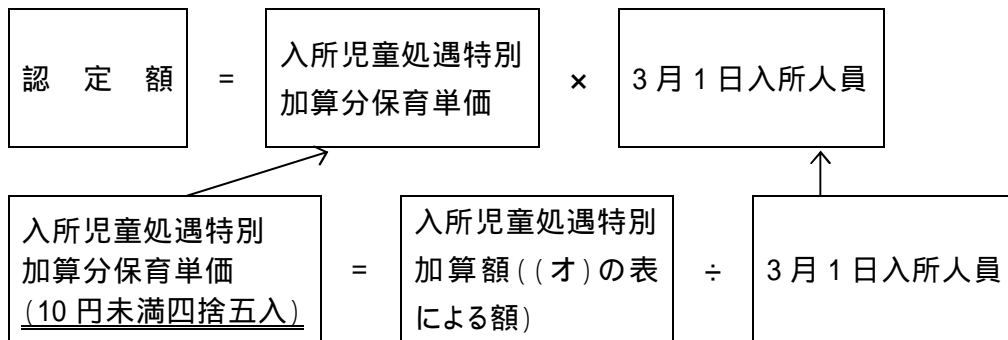 認 定 額 = 入所児童処遇特別 × 3月1日入所人員
加算分保育単価
入所児童処遇特別
加算分保育単価
(10円未満四捨五入)
=
入所児童処遇特別
加算額((オ)の表
による額)
÷
3月1日入所人員